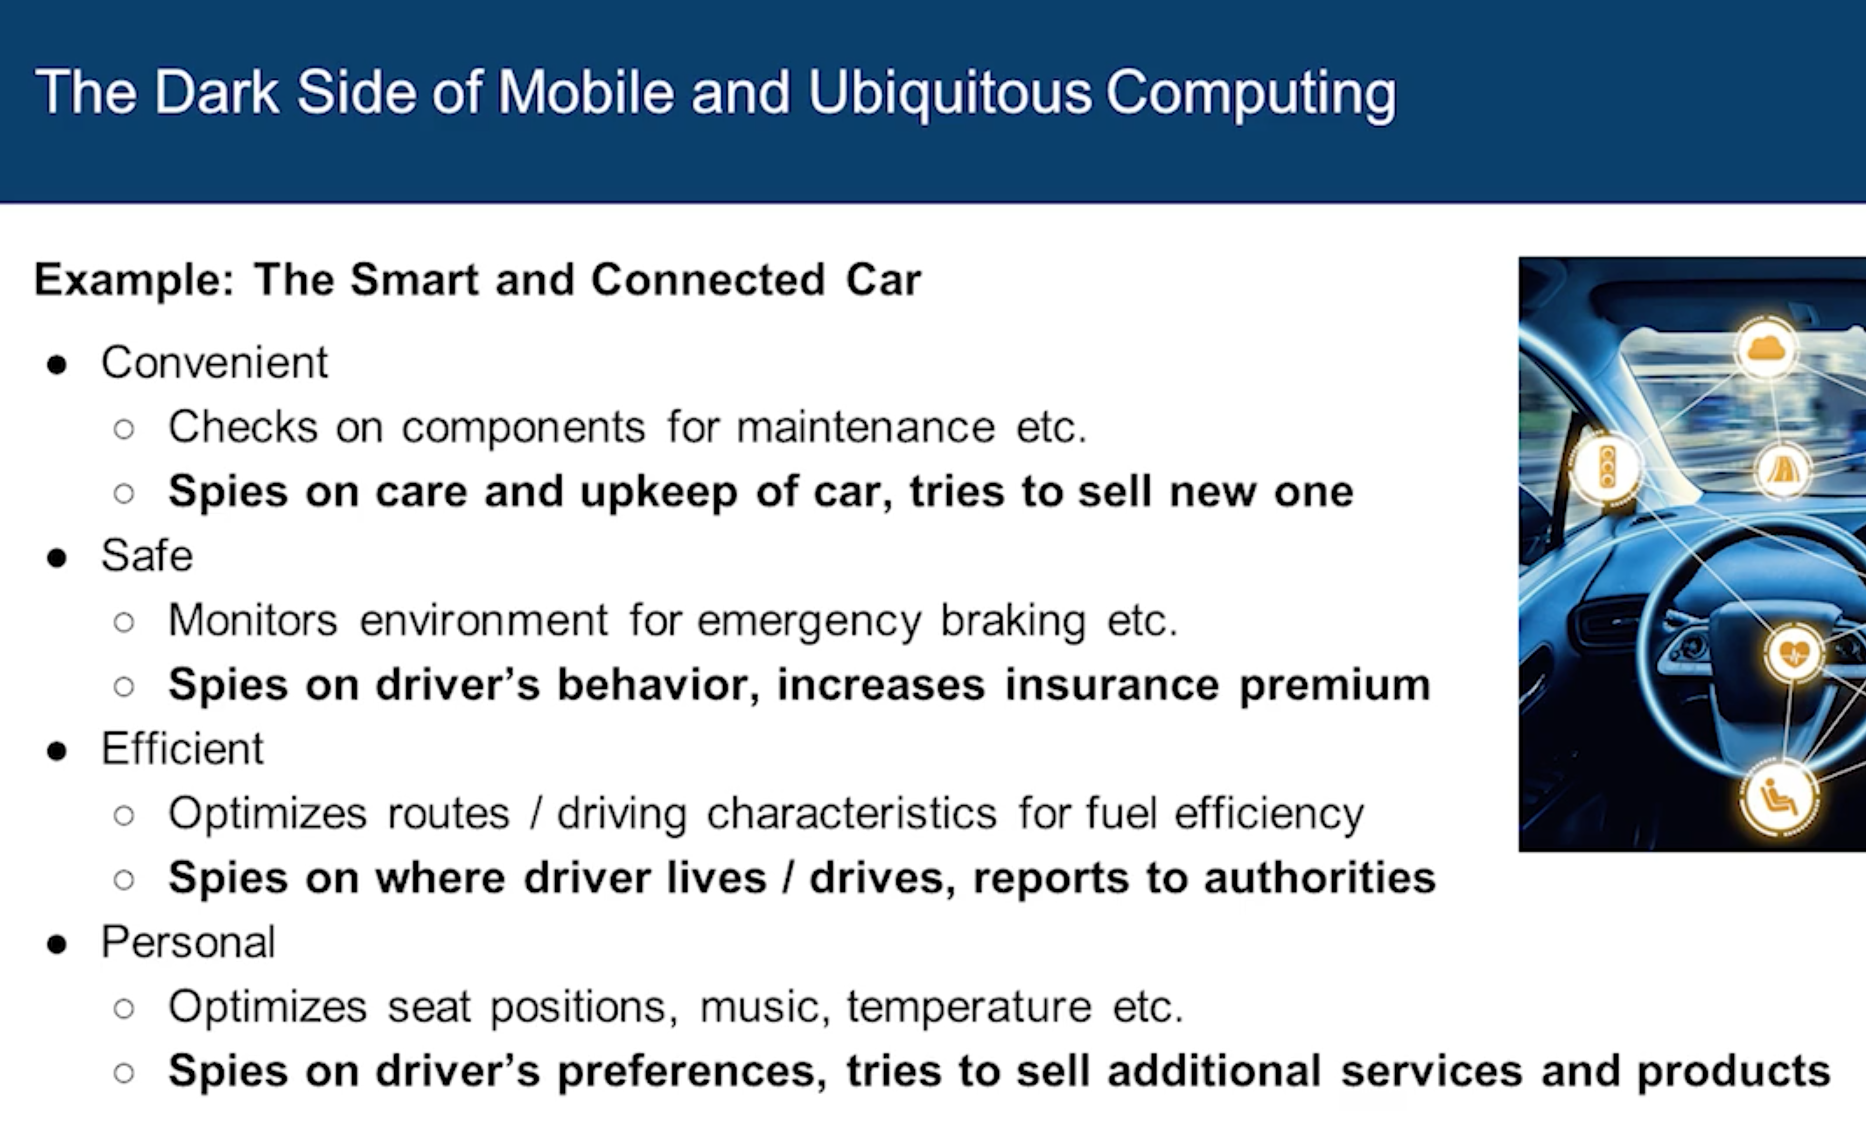 The Dark Side of Mobile and Ubiquitous Computing
Example: The Smart and Connected Car
● Convenient
○ Checks on components for maintenance etc.
○ Spies on care and upkeep of car, tries to sell new one
● Safe
○ Monitors environment for emergency braking etc.
○ Spies on driver’s behavior, increases insurance premium
● Efficient
○ Optimizes routes / driving characteristics for fuel efficiency
○ Spies on where driver lives / drives, reports to authorities
● Personal
○ Optimizes seat positions, music, temperature etc.
○ Spies on driver’s preferences, tries to sell additional services and products